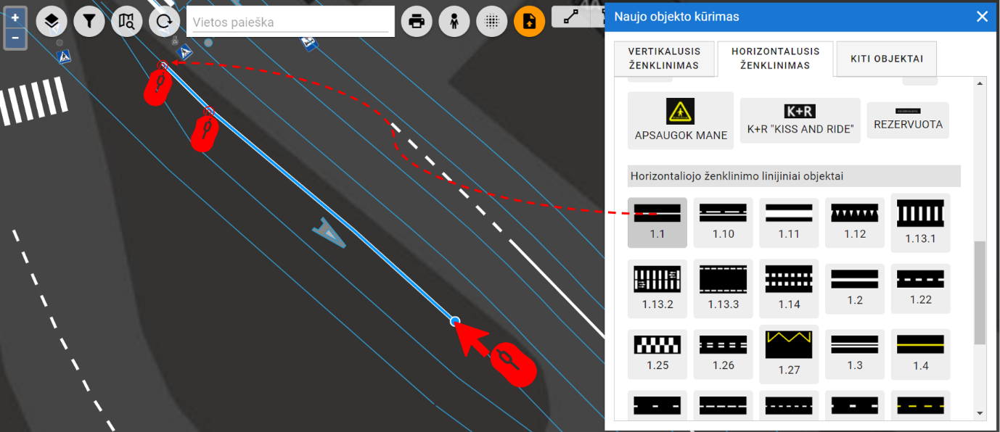 +
-
Vietos paieška
Naujo objekto kūrimas
VERTIKALUSIS
ŽENKLINIMAS
HORIZONTALUSIS
ŽENKLINIMAS
KITI OBJEKTAI
APSAUGOK MANE
K+R
K+R "KISS AND RIDE"
REZERVUOTA
Horizontaliojo ženklinimo linijiniai objektai
1.1
1.10
1.11
1.12
1.13.1
1.13.2
1.13.3
1.14
1.2
1.22
1.25
1.26
1.27
1.3
1.4